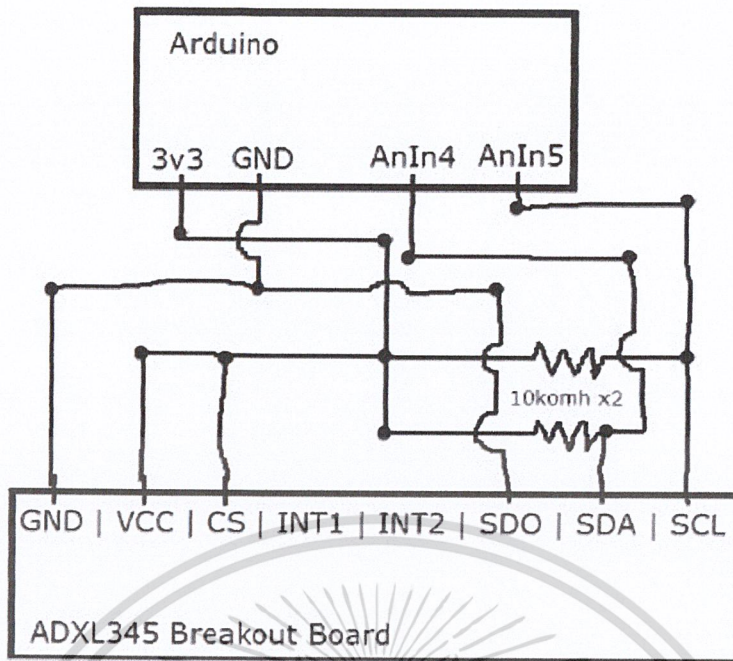 Arduino
3v3 GND AnIn4 AnIn5
10komh x2
GND | VCC | CS | INT1 | INT2 | SDO | SDA | SCL
ADXL345 Breakout Board